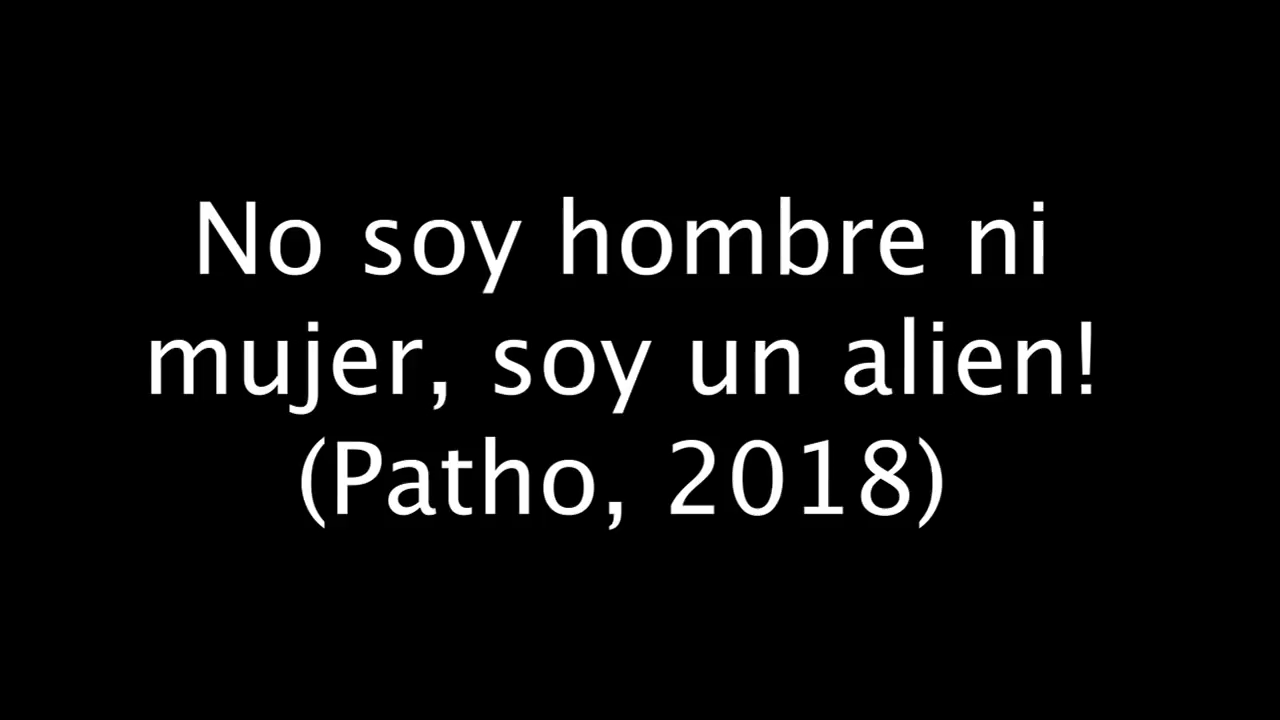 No soy hombre ni
mujer, soy un alien!
(Patho, 2018)